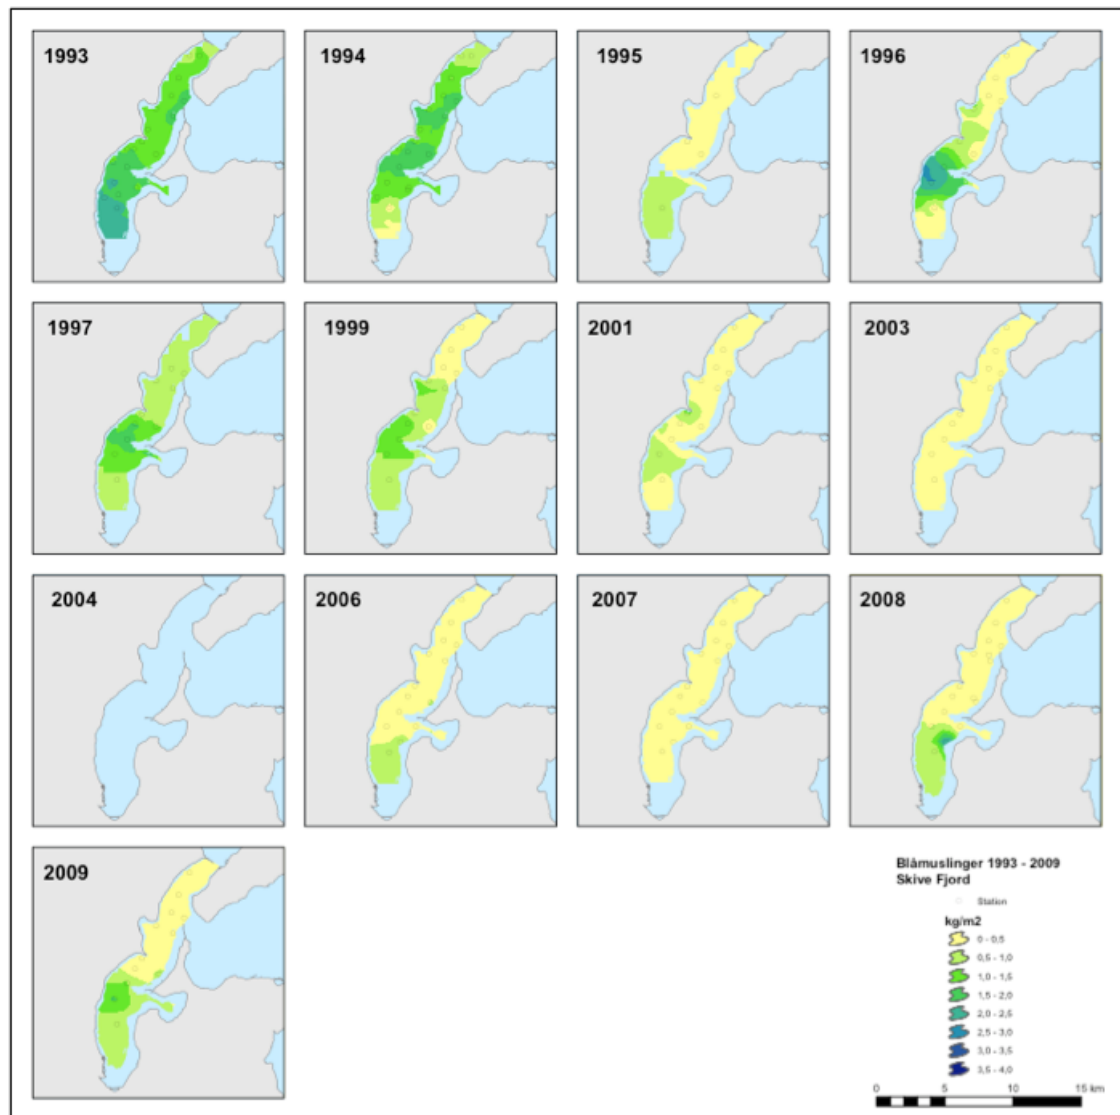 1993
1994
1995
1996
1997
1999
2001
2003
2004
2006
2007
2008
2009
Blåmuslinger 1993 - 2009
Skive Fjord
Station
kg/m2
0 - 0,5
0,5 - 1,0
1,0 - 1,5
1,5 - 2,0
2,0 - 2,5
2,5 - 3,0
3,0 - 3,5
3,5 - 4,0
0 5 10 15 km